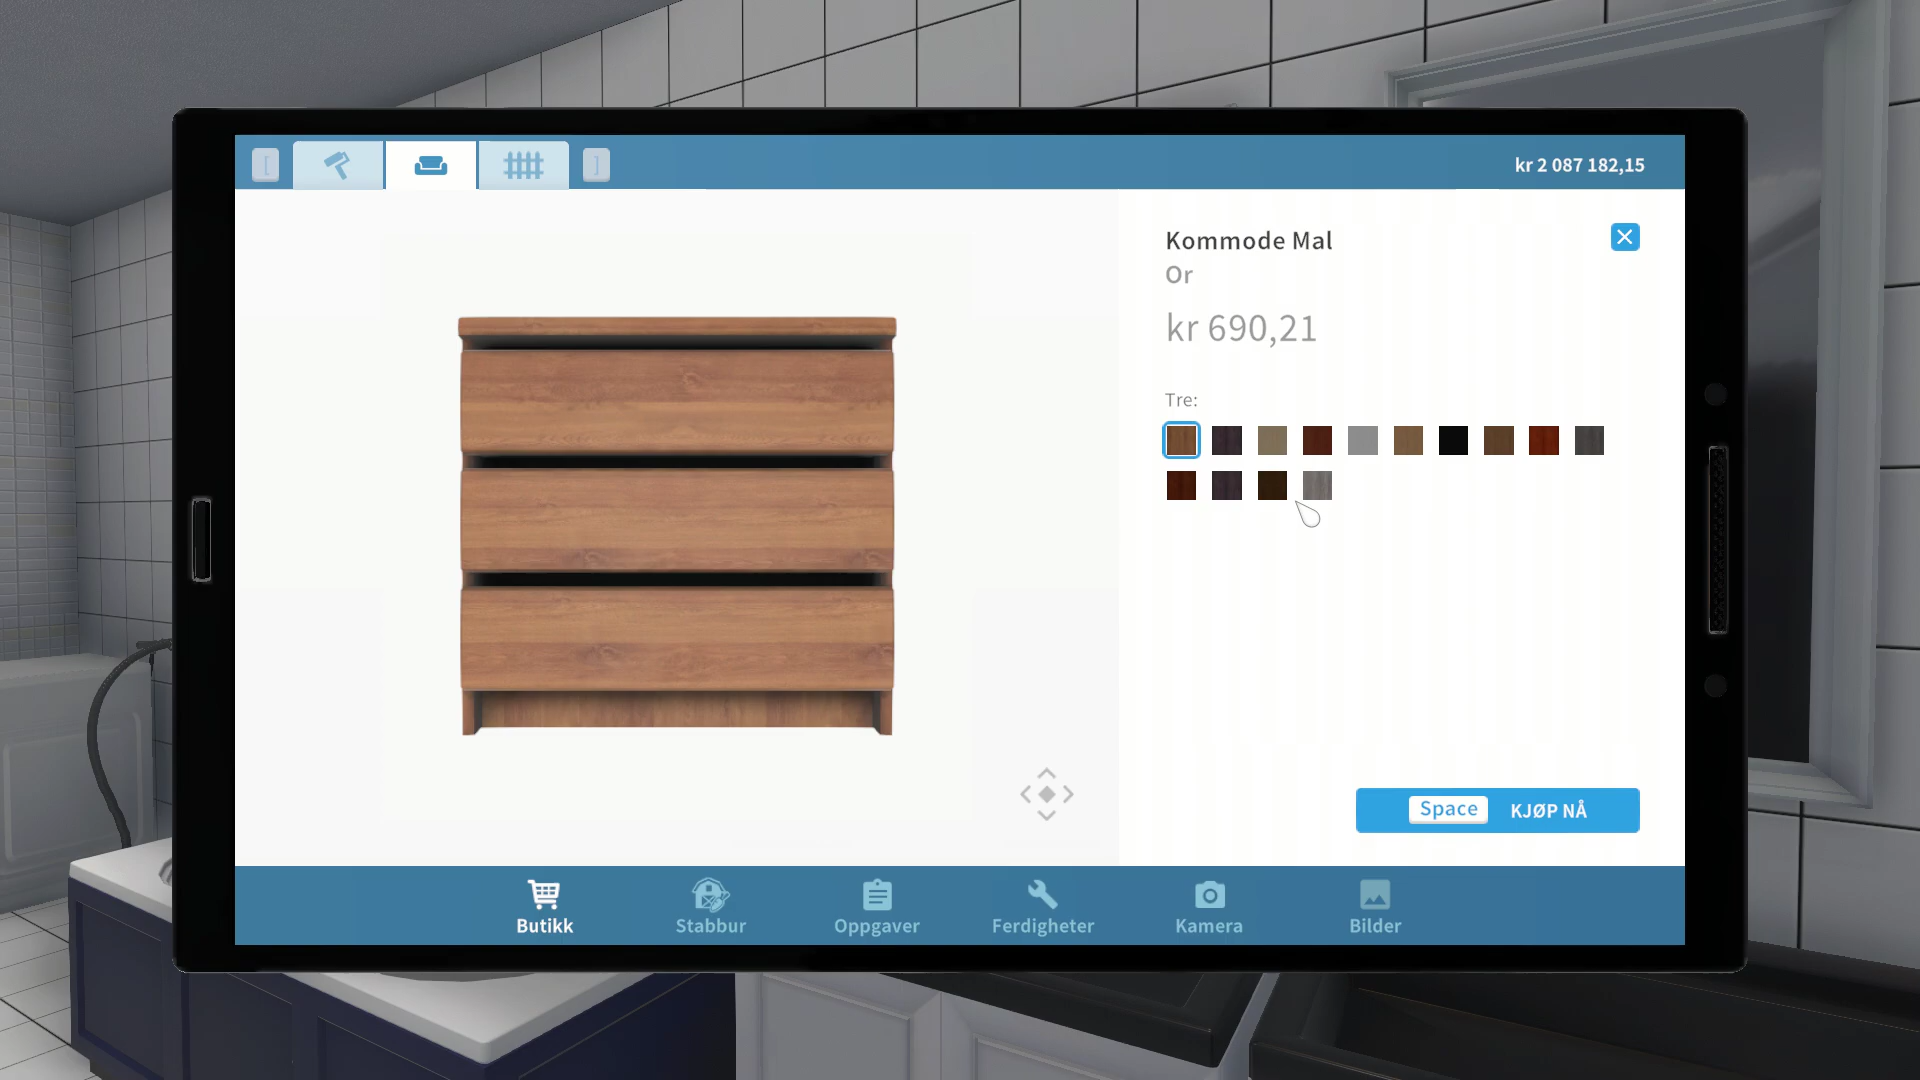 [
]
kr 2 087 182,15
Kommode Mal
Or
kr 690,21
Tre:
Space KJØP NÅ
Butikk
Stabbur
Oppgaver
Ferdigheter
Kamera
Bilder